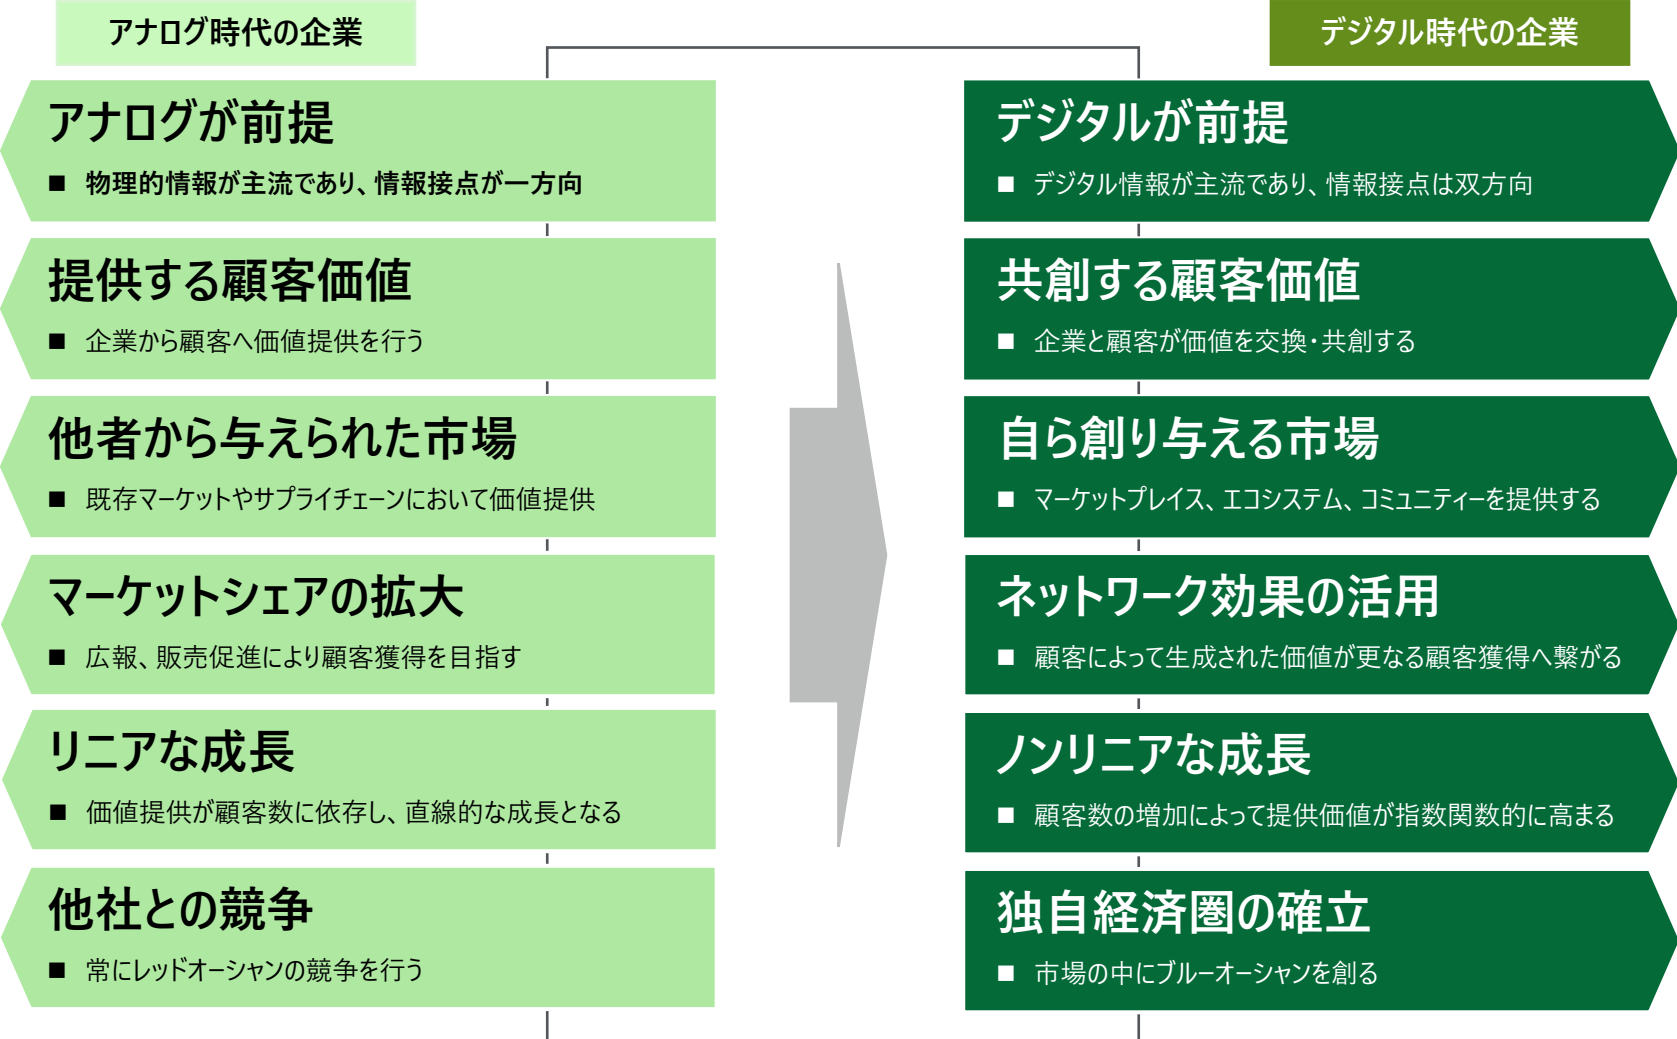 アナログ時代の企業
アナログが前提
■ 物理的情報が主流であり、情報接点が一方向
提供する顧客価値
■ 企業から顧客へ価値提供を行う
他者から与えられた市場
■ 既存マーケットやサプライチェーンにおいて価値提供
マーケットシェアの拡大
■ 広報、販売促進により顧客獲得を目指す
リニアな成長
■ 価値提供が顧客数に依存し、直線的な成長となる
他社との競争
■ 常にレッドオーシャンの競争を行う
デジタル時代の企業
デジタルが前提
■ デジタル情報が主流であり、情報接点は双方向
共創する顧客価値
■ 企業と顧客が価値を交換・共創する
自ら創り与える市場
■ マーケットプレイス、エコシステム、コミュニティーを提供する
ネットワーク効果の活用
■ 顧客によって生成された価値が更なる顧客獲得へ繋がる
ノンリニアな成長
■ 顧客数の増加によって提供価値が指数関数的に高まる
独自経済圏の確立
■ 市場の中にブルーオーシャンを創る